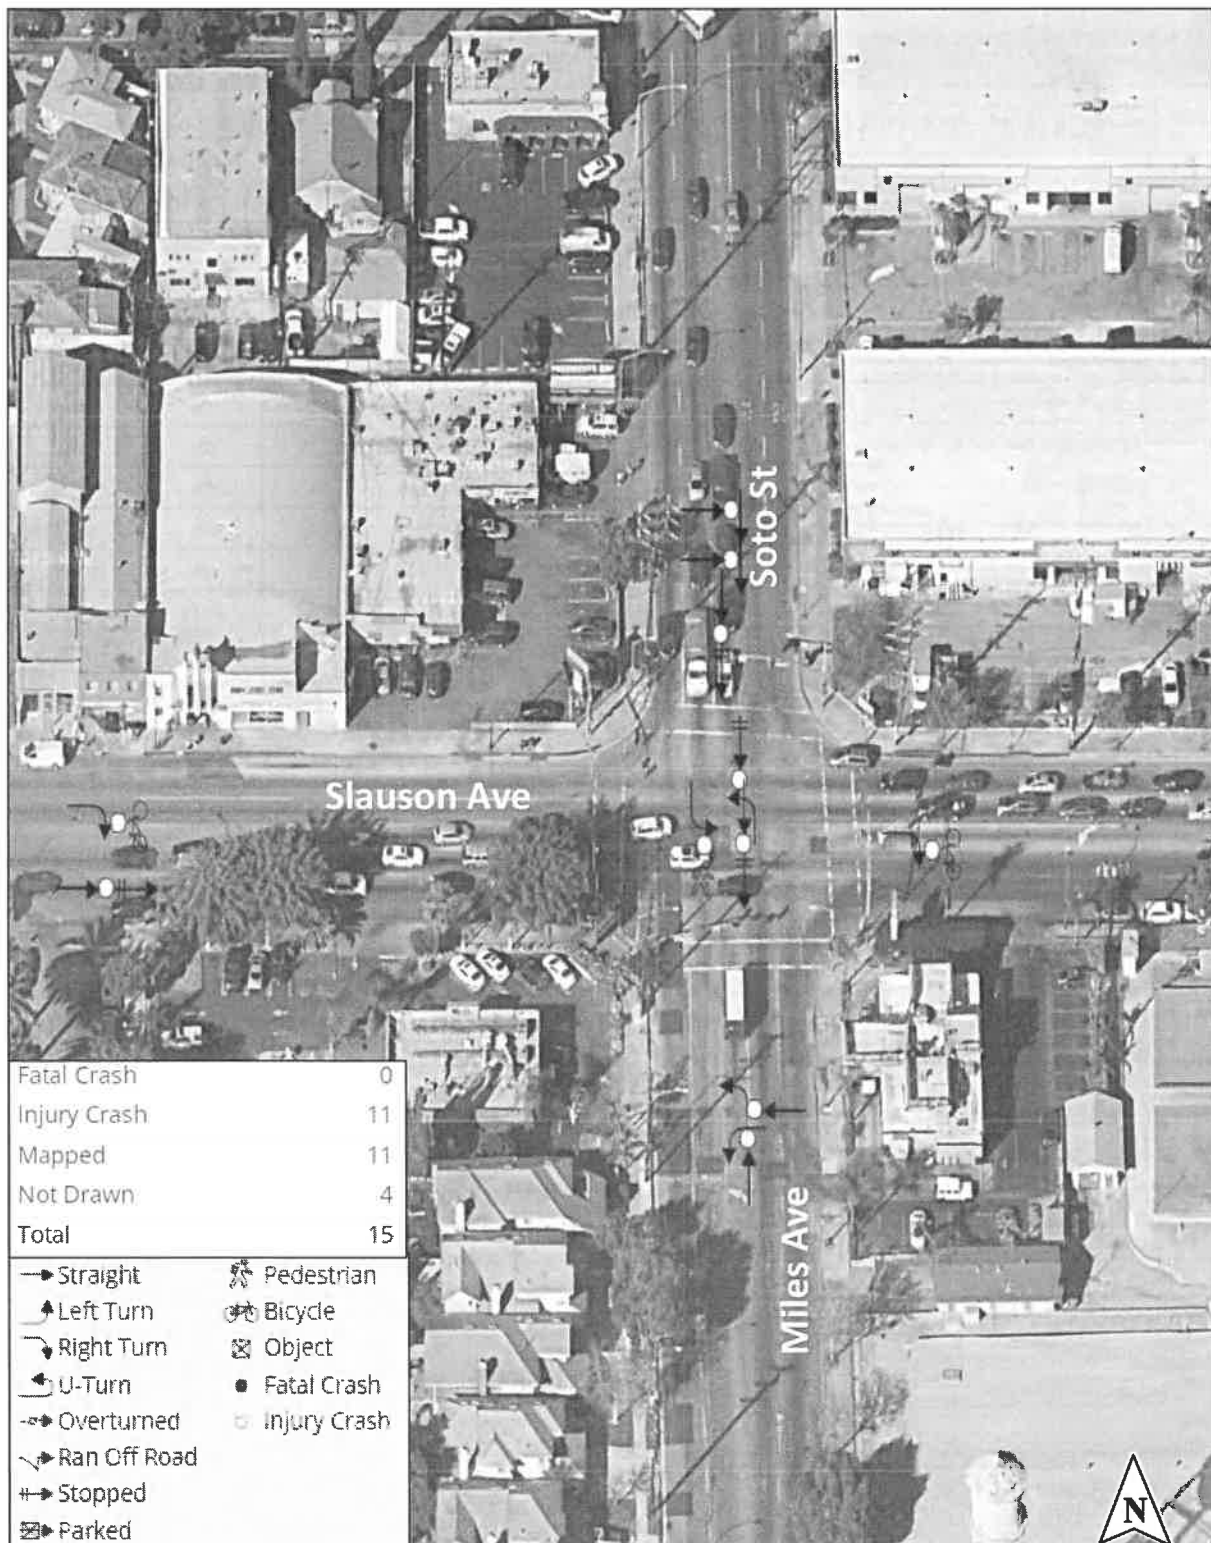 Soto St
Slauson Ave
Miles Ave
Fatal Crash 0
Injury Crash 11
Mapped 11
Not Drawn 4
Total 15
Straight
Pedestrian
Left Turn
Bicycle
Right Turn
Object
U-Turn
Fatal Crash
Overturned
Injury Crash
Ran Off Road
Stopped
Parked
N